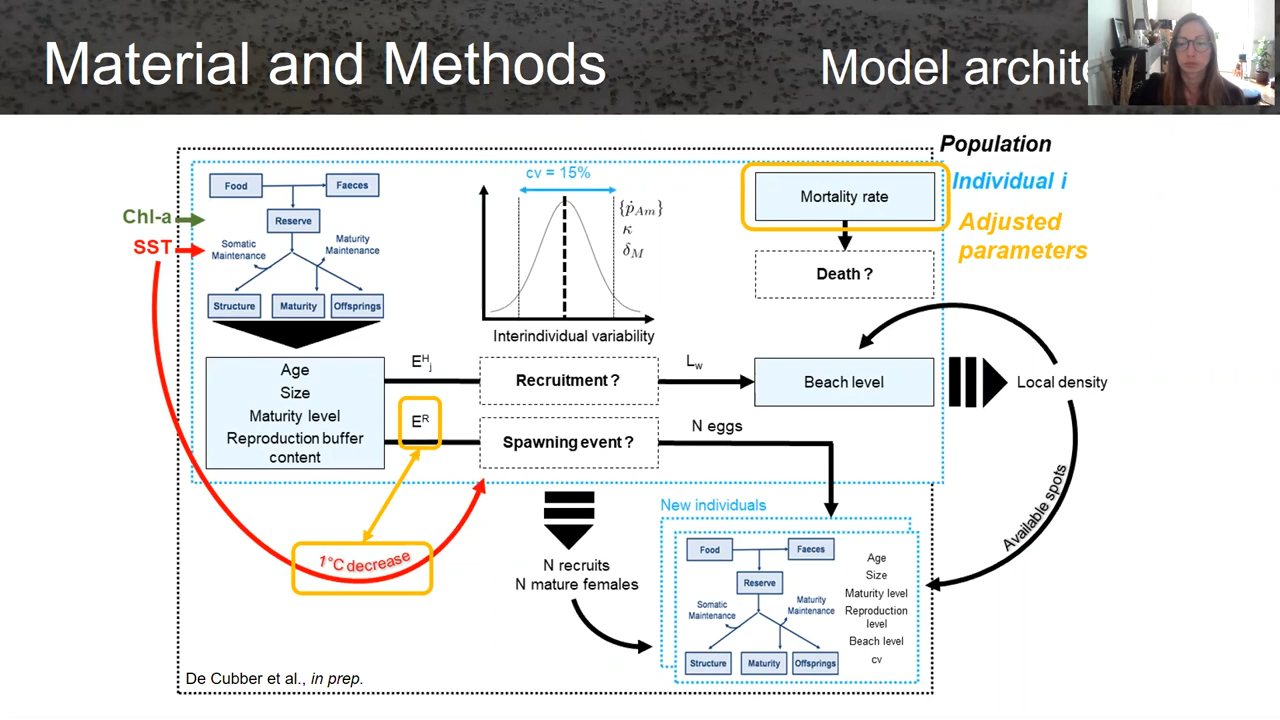 Material and Methods
Model archite
Population
Individual i
Adjusted
parameters
Chl-a
SST
Food
Faeces
Reserve
Somatic
Maintenance
Maturity
Maintenance
Structure
Maturity
Offsprings
cv = 15%
{ṗ_Am}
κ
δ_M
Interindividual variability
Mortality rate
Death ?
Age
Size
Maturity level
Reproduction buffer
content
E^H_j
Recruitment ?
L_w
Beach level
Local density
E^R
Spawning event ?
N eggs
Available spots
1°C decrease
N recruits
N mature females
New individuals
Food
Faeces
Reserve
Somatic
Maintenance
Maturity
Maintenance
Structure
Maturity
Offsprings
Age
Size
Maturity level
Reproduction
level
Beach level
cv
De Cubber et al., in prep.